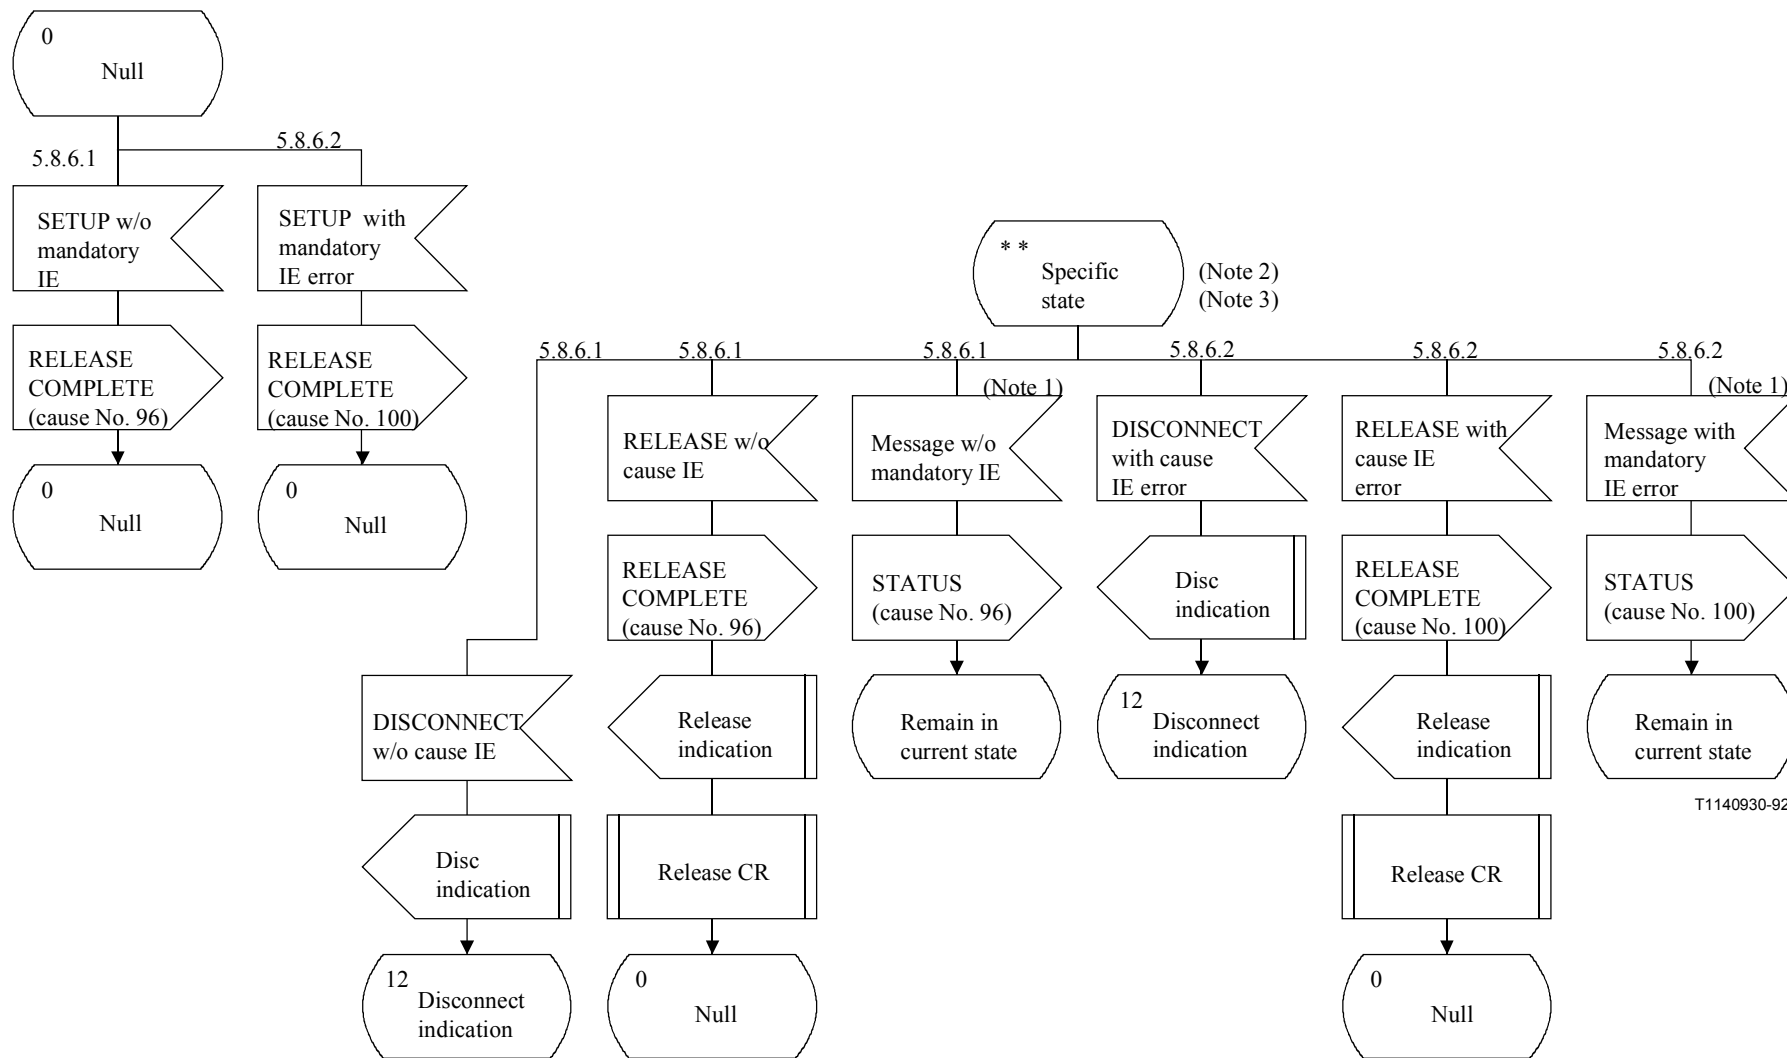 0
Null
5.8.6.1
5.8.6.2
SETUP w/o
mandatory
IE
SETUP with
mandatory
IE error
RELEASE
COMPLETE
(cause No. 96)
RELEASE
COMPLETE
(cause No. 100)
0
Null
0
Null
* *
Specific
state
(Note 2)
(Note 3)
5.8.6.1
5.8.6.1
5.8.6.1
5.8.6.2
5.8.6.2
5.8.6.2
(Note 1)
(Note 1)
RELEASE w/o
cause IE
Message w/o
mandatory IE
DISCONNECT
with cause
IE error
RELEASE with
cause IE
error
Message with
mandatory
IE error
RELEASE
COMPLETE
(cause No. 96)
STATUS
(cause No. 96)
Disc
indication
RELEASE
COMPLETE
(cause No. 100)
STATUS
(cause No. 100)
DISCONNECT
w/o cause IE
Release
indication
Remain in
current state
12
Disconnect
indication
Release
indication
Remain in
current state
T1140930-92
Disc
indication
Release CR
Release CR
12
Disconnect
indication
0
Null
0
Null